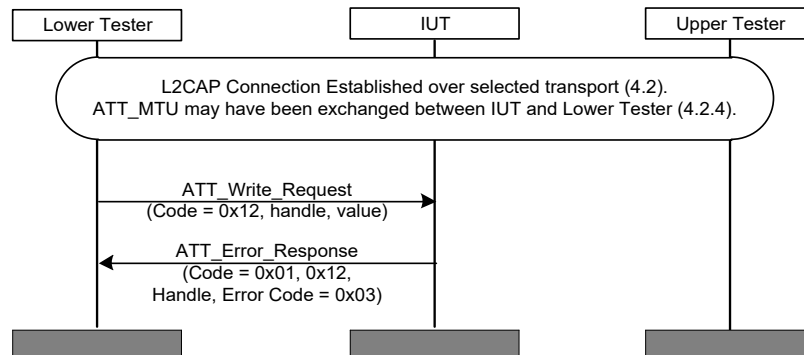 Lower Tester
IUT
Upper Tester
L2CAP Connection Established over selected transport (4.2).
ATT_MTU may have been exchanged between IUT and Lower Tester (4.2.4).
ATT_Write_Request
(Code = 0x12, handle, value)
ATT_Error_Response
(Code = 0x01, 0x12,
Handle, Error Code = 0x03)